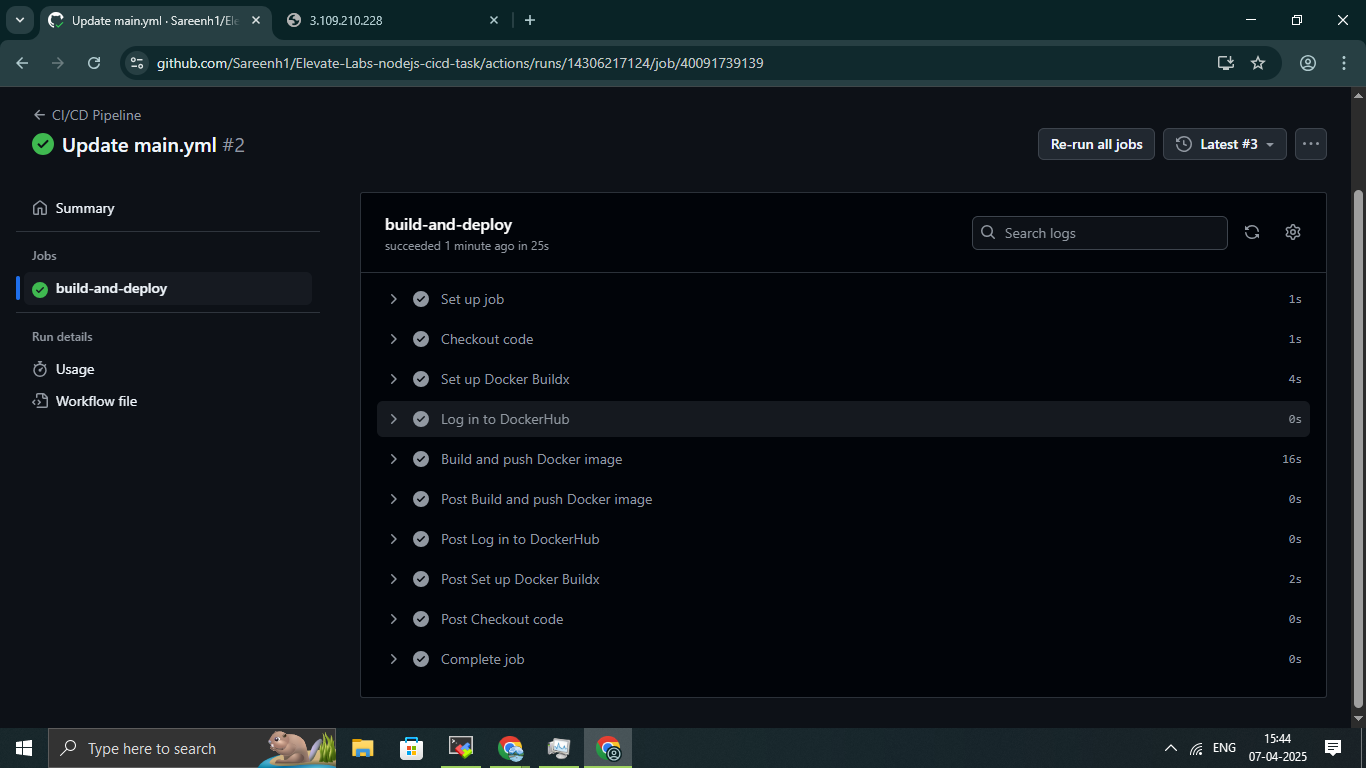 Update main.yml · Sareenh1/Ele
3.109.210.228
github.com/Sareenh1/Elevate-Labs-nodejs-cicd-task/actions/runs/14306217124/job/40091739139
CI/CD Pipeline
Update main.yml #2
Re-run all jobs
Latest #3
Summary
Jobs
build-and-deploy
Run details
Usage
Workflow file
build-and-deploy
succeeded 1 minute ago in 25s
Search logs
Set up job 1s
Checkout code 1s
Set up Docker Buildx 4s
Log in to DockerHub 0s
Build and push Docker image 16s
Post Build and push Docker image 0s
Post Log in to DockerHub 0s
Post Set up Docker Buildx 2s
Post Checkout code 0s
Complete job 0s
Type here to search
ENG
15:44
07-04-2025